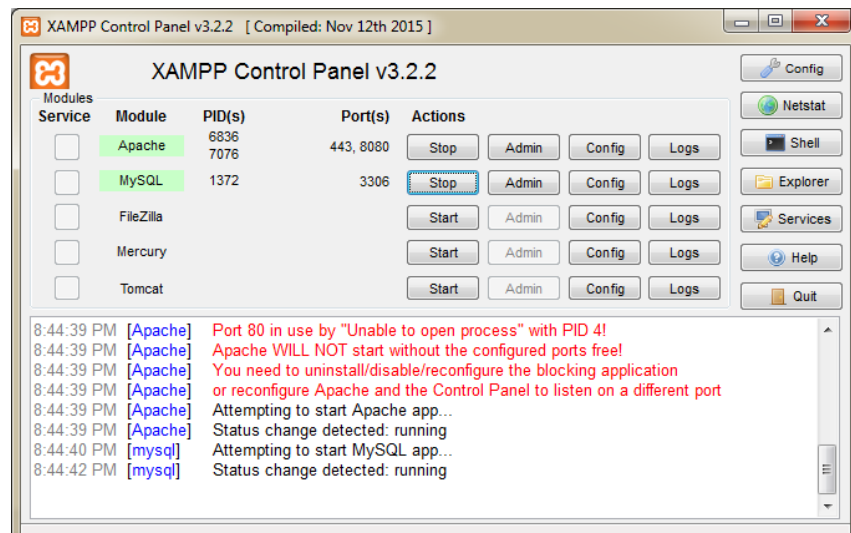 XAMPP Control Panel v3.2.2 [ Compiled: Nov 12th 2015 ]
XAMPP Control Panel v3.2.2
Config
Modules
Service Module PID(s) Port(s) Actions
Netstat
Apache 6836 7076 443, 8080 Stop Admin Config Logs
Shell
MySQL 1372 3306 Stop Admin Config Logs
Explorer
FileZilla Start Admin Config Logs
Services
Mercury Start Admin Config Logs
Help
Tomcat Start Admin Config Logs
Quit
8:44:39 PM [Apache] Port 80 in use by "Unable to open process" with PID 4!
8:44:39 PM [Apache] Apache WILL NOT start without the configured ports free!
8:44:39 PM [Apache] You need to uninstall/disable/reconfigure the blocking application
8:44:39 PM [Apache] or reconfigure Apache and the Control Panel to listen on a different port
8:44:39 PM [Apache] Attempting to start Apache app...
8:44:39 PM [Apache] Status change detected: running
8:44:40 PM [mysql] Attempting to start MySQL app...
8:44:42 PM [mysql] Status change detected: running